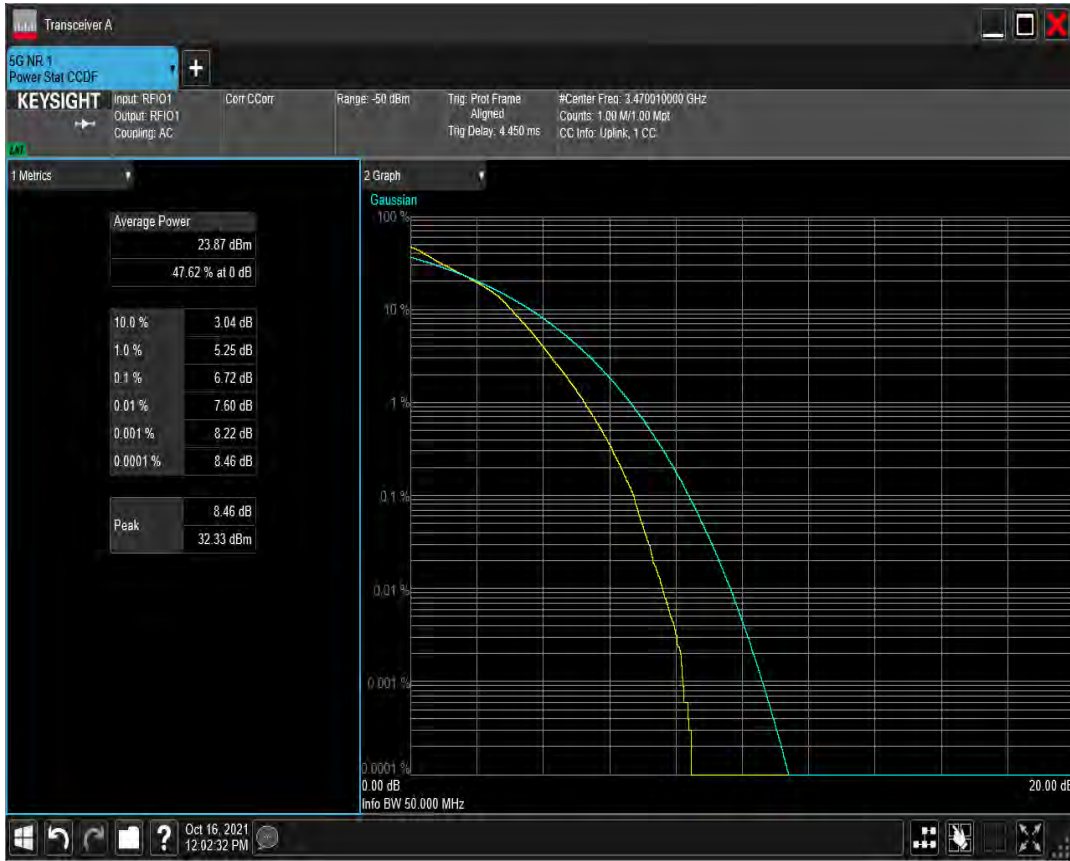 Transceiver A
5G NR 1
Power Stat CCDF
+
KEYSIGHT
Input: RFIO1
Output: RFIO1
Coupling: AC
Corr CCorr
Range: -50 dBm
Trig: Prot Frame
Aligned
Trig Delay: 4.450 ms
#Center Freq: 3.470010000 GHz
Counts: 1.00 M/1.00 Mpt
CC Info: Uplink, 1 CC
1 Metrics
Average Power
23.87 dBm
47.62 % at 0 dB
10.0 % 3.04 dB
1.0 % 5.25 dB
0.1 % 6.72 dB
0.01 % 7.60 dB
0.001 % 8.22 dB
0.0001 % 8.46 dB
Peak 8.46 dB
32.33 dBm
2 Graph
Gaussian
100 %
10 %
1 %
0.1 %
0.01 %
0.001 %
0.0001 %
0.00 dB 20.00 dB
Info BW 50.000 MHz
? Oct 16, 2021
12:02:32 PM